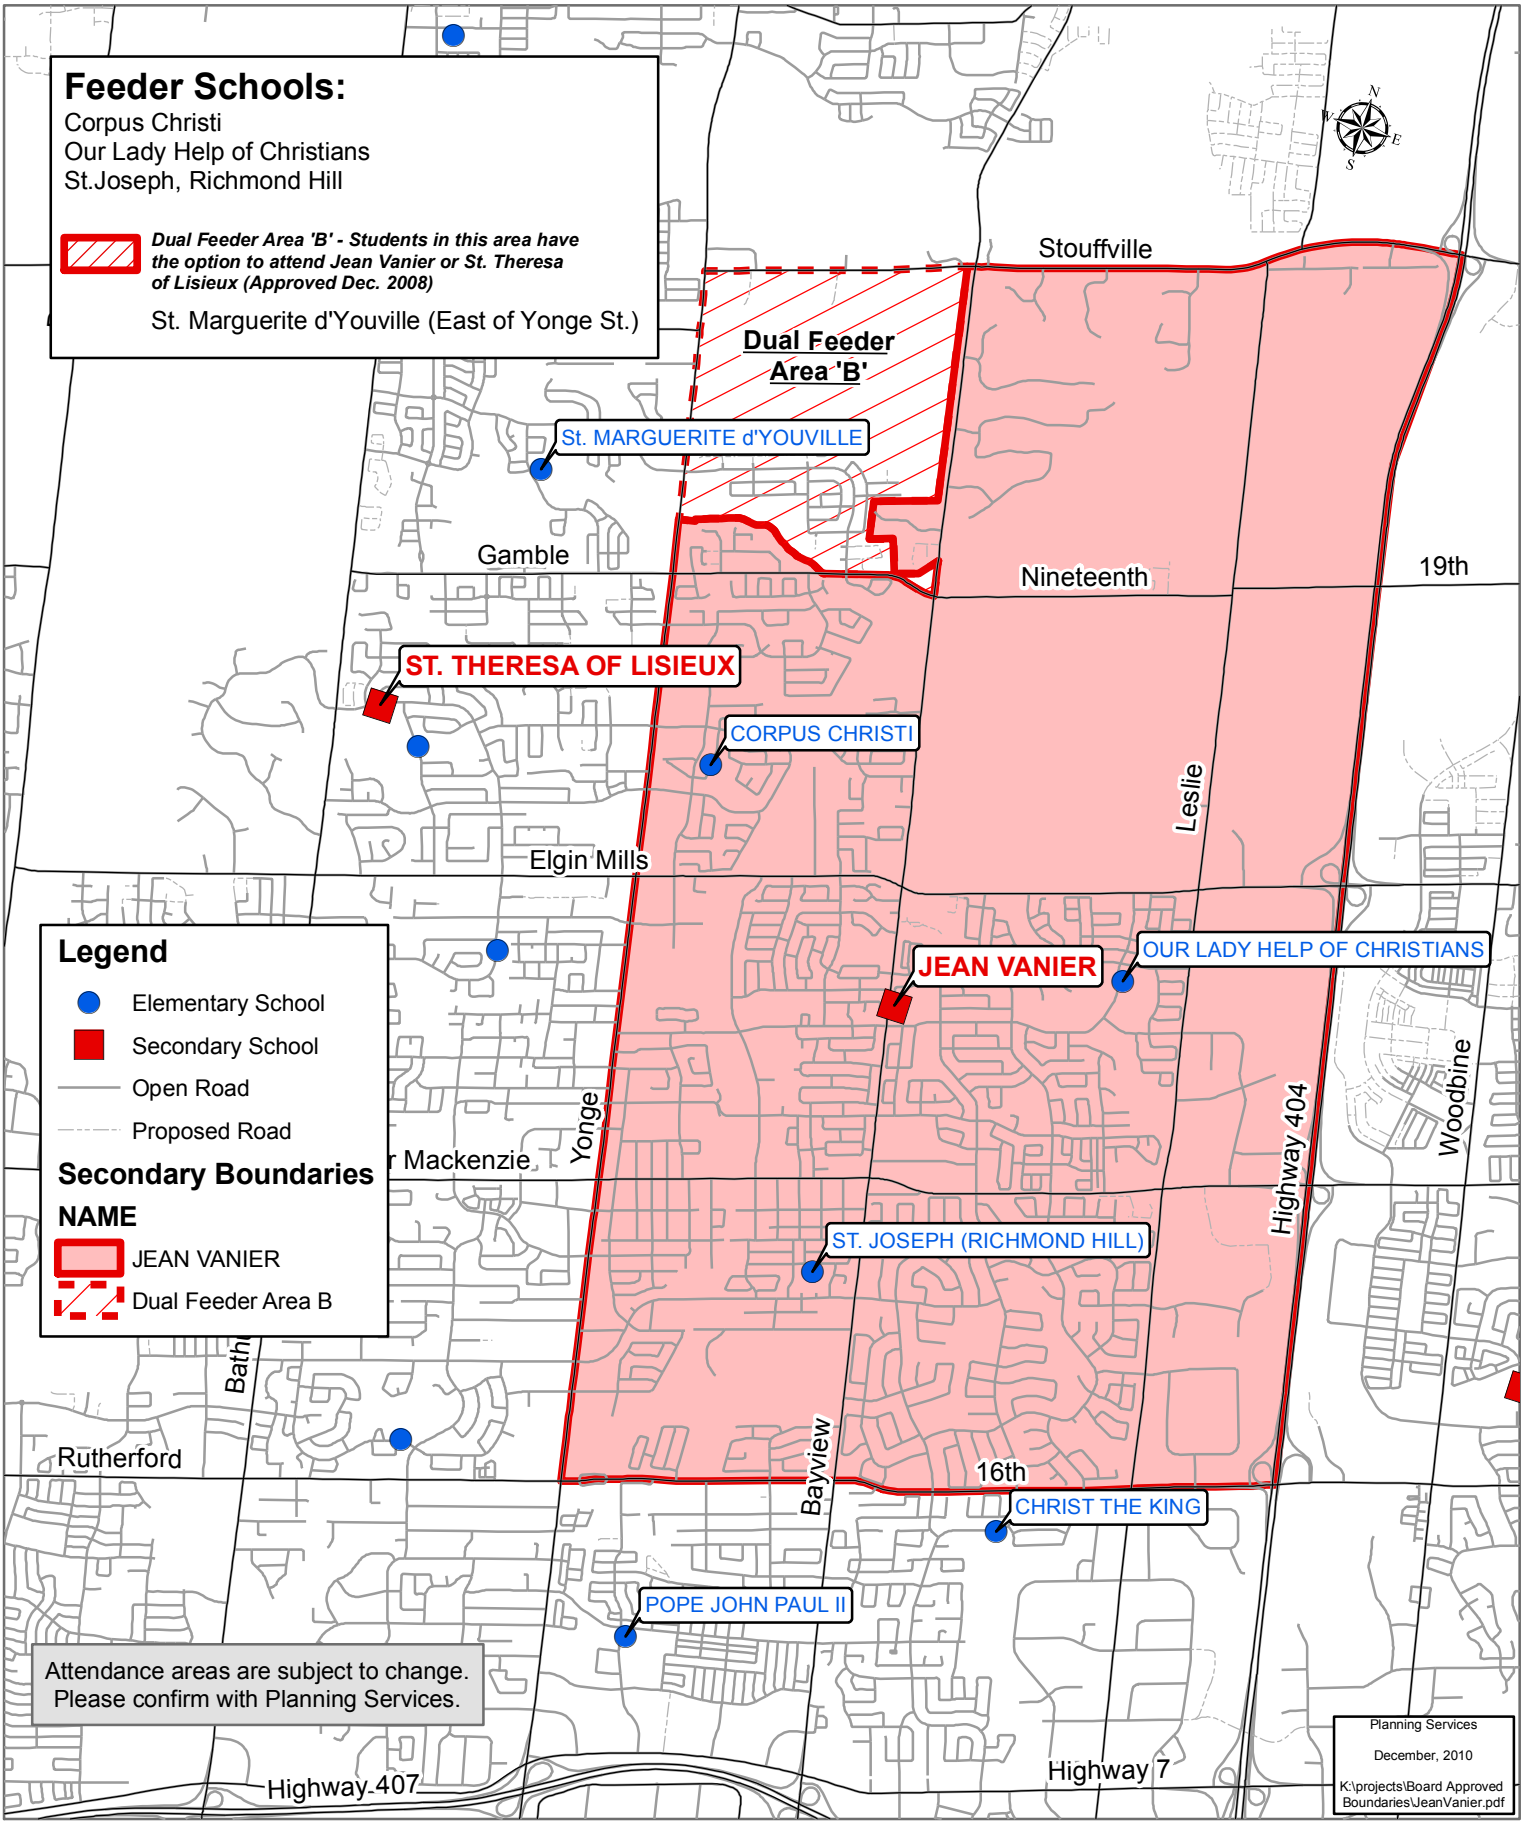 Feeder Schools:
Corpus Christi
Our Lady Help of Christians
St.Joseph, Richmond Hill
Dual Feeder Area 'B' - Students in this area have
the option to attend Jean Vanier or St. Theresa
of Lisieux (Approved Dec. 2008)
St. Marguerite d'Youville (East of Yonge St.)
N
W
E
S
Stouffville
Dual Feeder
Area 'B'
St. MARGUERITE d'YOUVILLE
Gamble
Nineteenth
19th
ST. THERESA OF LISIEUX
CORPUS CHRISTI
Leslie
Elgin Mills
JEAN VANIER
OUR LADY HELP OF CHRISTIANS
Legend
Elementary School
Secondary School
Open Road
Proposed Road
Secondary Boundaries
NAME
JEAN VANIER
Dual Feeder Area B
Yonge
r Mackenzie
Highway 404
Woodbine
ST. JOSEPH (RICHMOND HILL)
Bath
Rutherford
Bayview
16th
CHRIST THE KING
POPE JOHN PAUL II
Attendance areas are subject to change.
Please confirm with Planning Services.
Highway 407
Highway 7
Planning Services
December, 2010
K:\projects\Board Approved
Boundaries\JeanVanier.pdf